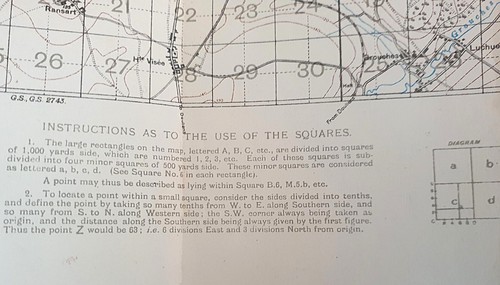 Ransart
21
22
23
24
Hte Visée
Grouches
Luchue
26
27
28
29
30
G.S., G.S. 2743.
INSTRUCTIONS AS TO THE USE OF THE SQUARES.
1. The large rectangles on the map, lettered A, B, C, etc., are divided into squares
of 1,000 yards side, which are numbered 1, 2, 3, etc. Each of these squares is sub-
divided into four minor squares of 500 yards side. These minor squares are considered
as lettered a, b, c, d. (See Square No. 6 in each rectangle).
A point may thus be described as lying within Square B.6, M.5.b, etc.
2. To locate a point within a small square, consider the sides divided into tenths,
and define the point by taking so many tenths from W. to E. along Southern side, and
so many from S. to N. along Western side; the S.W. corner always being taken as
origin, and the distance along the Southern side being always given by the first figure.
Thus the point Z would be 63; i.e. 6 divisions East and 3 divisions North from origin.
DIAGRAM
a b
c d